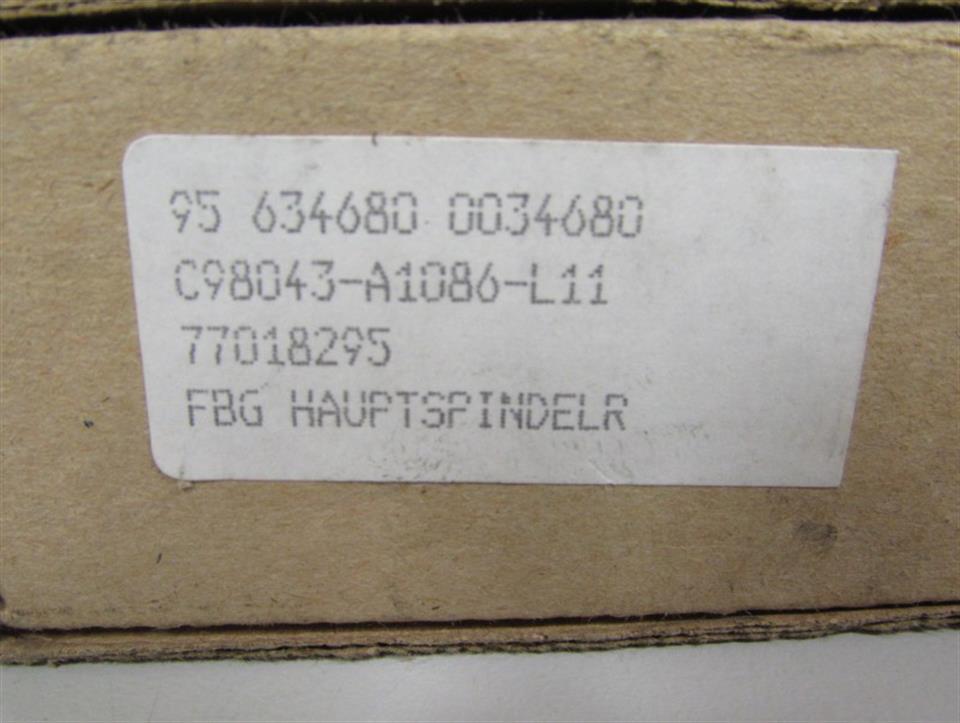 95 634680 0034680
C98043-A1086-L11
77018295
FBG HAUPTSPINDELR